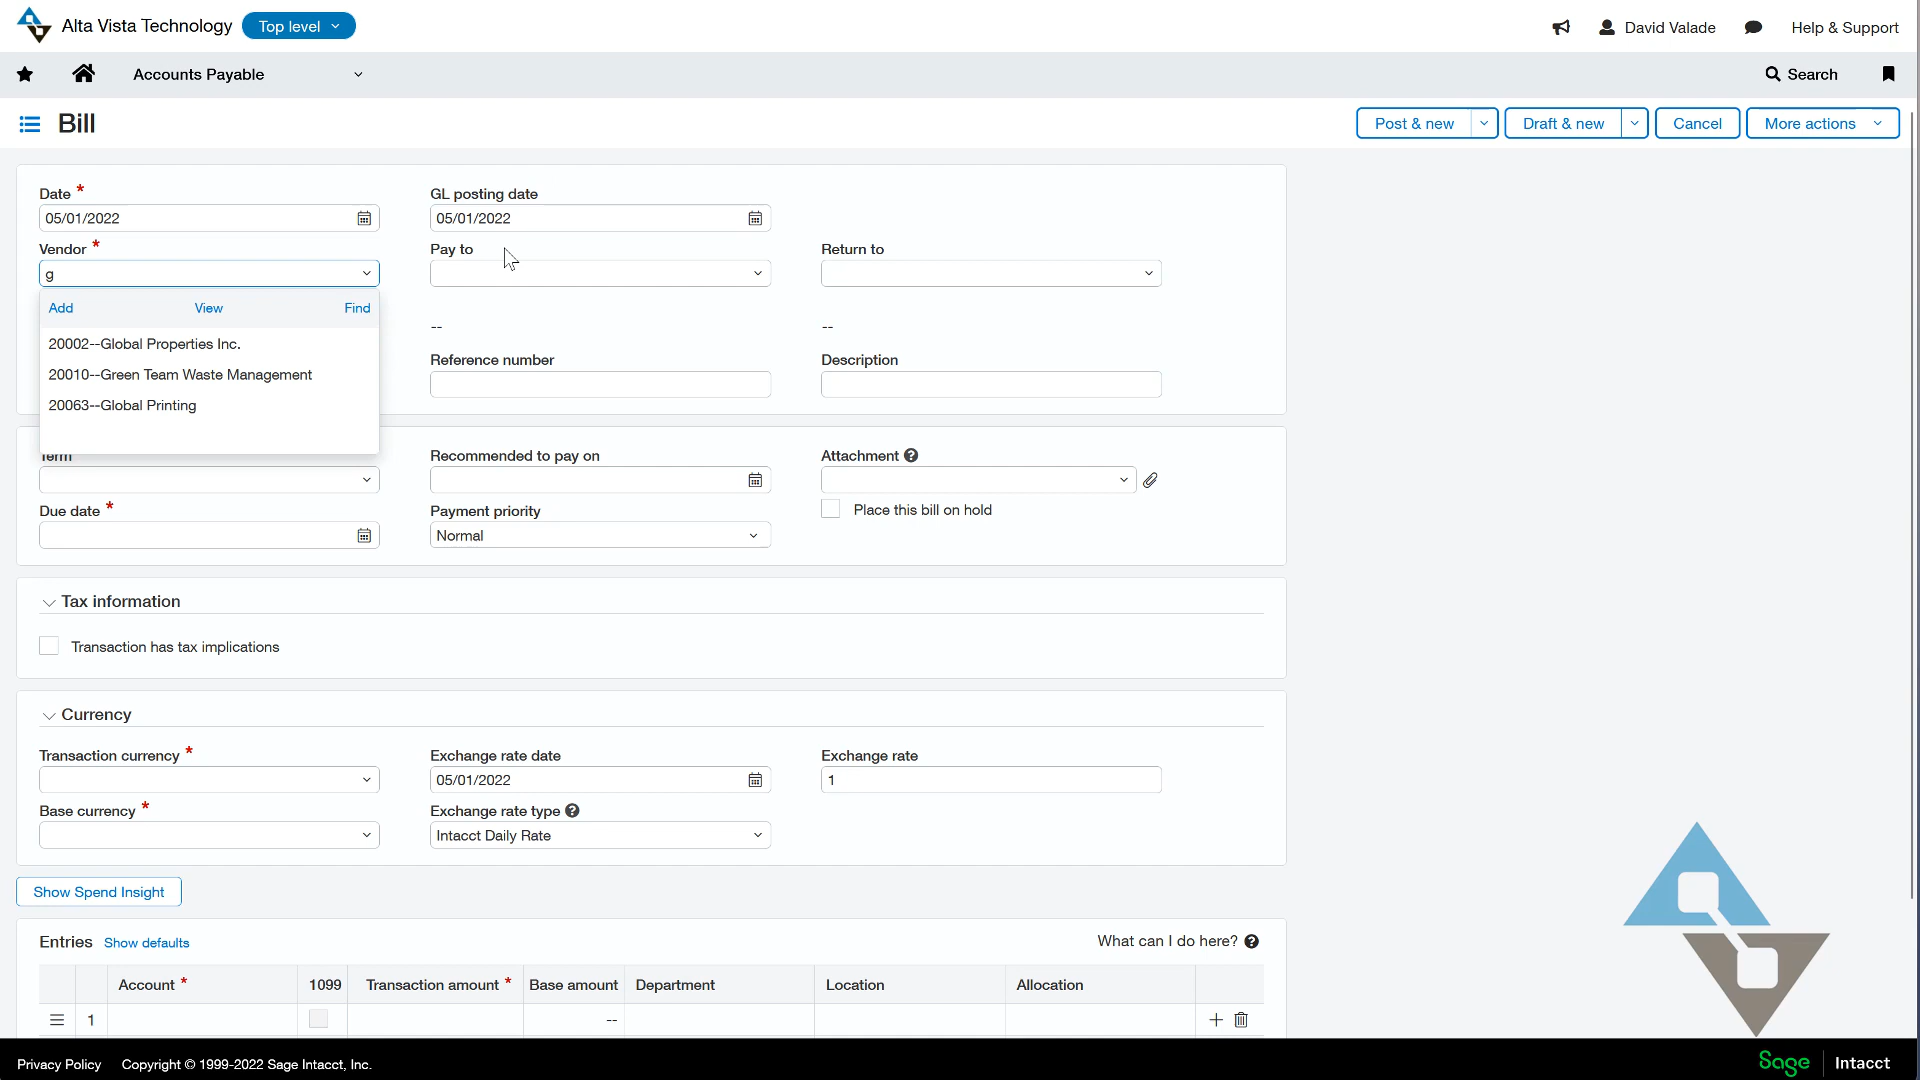 Alta Vista Technology Top level David Valade Help & Support
Accounts Payable Search
Bill Post & new Draft & new Cancel More actions
Date * GL posting date
05/01/2022 05/01/2022
Vendor * Pay to Return to
g
Add View Find
20002--Global Properties Inc. -- --
20010--Green Team Waste Management Reference number Description
20063--Global Printing
Term Recommended to pay on Attachment ?
Due date * Payment priority Place this bill on hold
Normal
Tax information
Transaction has tax implications
Currency
Transaction currency * Exchange rate date Exchange rate
05/01/2022 1
Base currency * Exchange rate type ?
Intacct Daily Rate
Show Spend Insight
Entries Show defaults What can I do here? ?
Account * 1099 Transaction amount * Base amount Department Location Allocation
1 --
Privacy Policy Copyright © 1999-2022 Sage Intacct, Inc. Sage Intacct